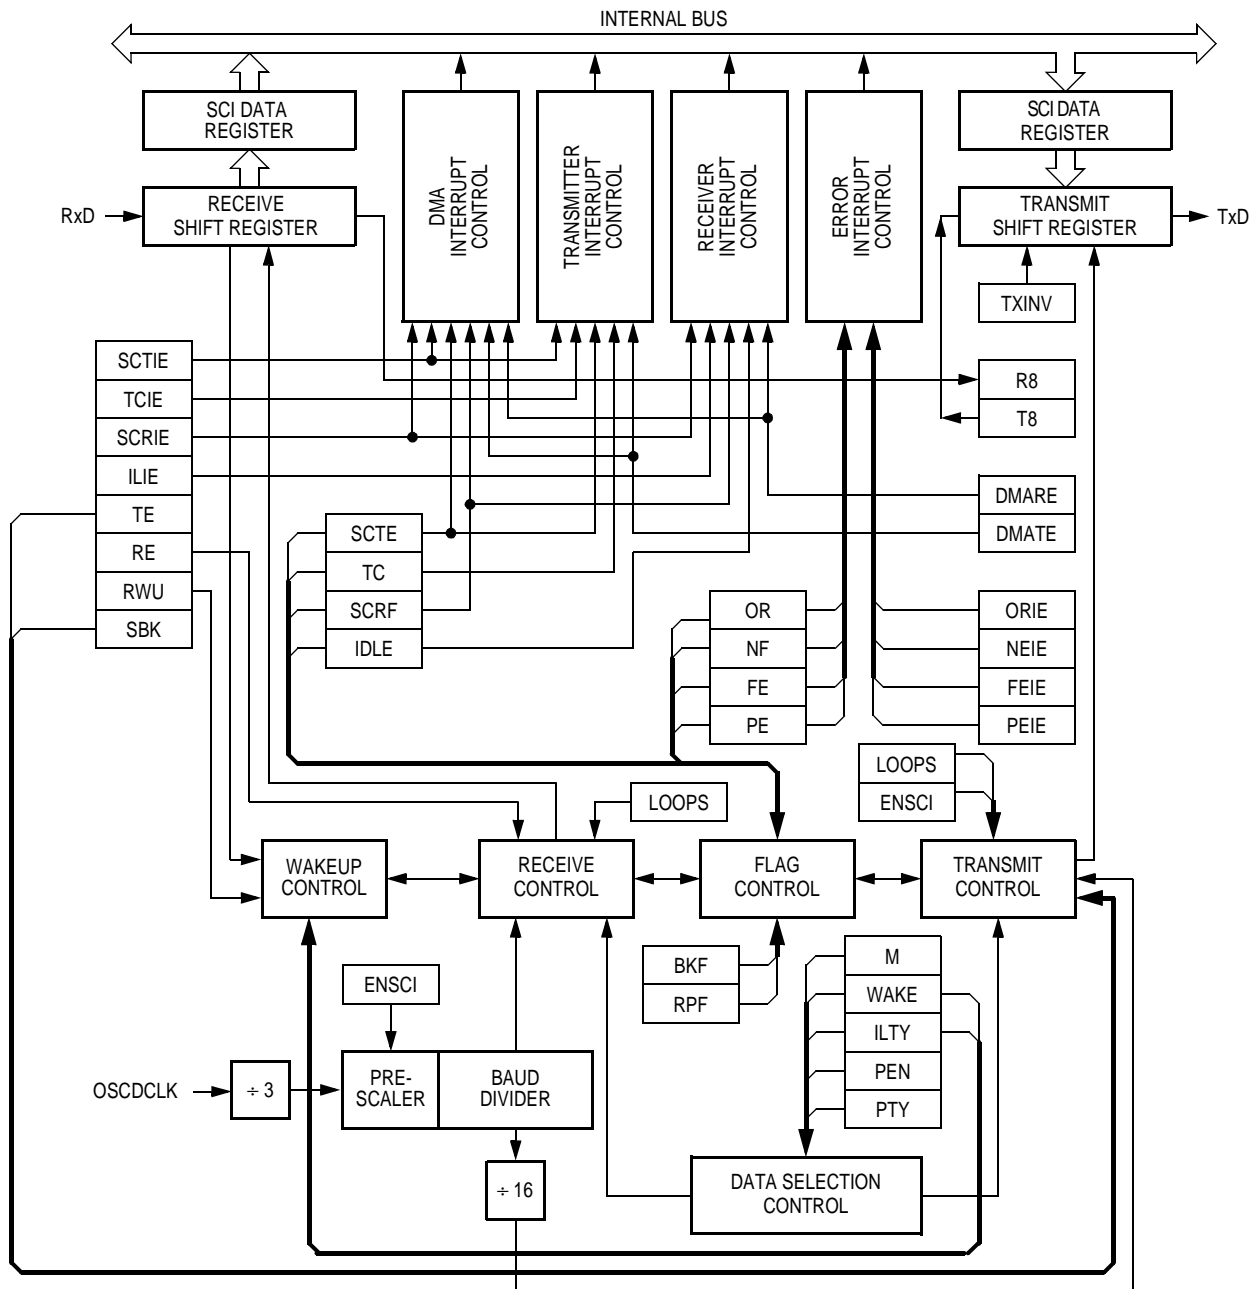 INTERNAL BUS
SCI DATA
REGISTER
DMA
INTERRUPT
CONTROL
TRANSMITTER
INTERRUPT
CONTROL
RECEIVER
INTERRUPT
CONTROL
ERROR
INTERRUPT
CONTROL
SCI DATA
REGISTER
RxD
RECEIVE
SHIFT REGISTER
TRANSMIT
SHIFT REGISTER
TxD
TXINV
SCTIE
TCIE
SCRIE
ILIE
TE
RE
RWU
SBK
R8
T8
DMARE
DMATE
SCTE
TC
SCRF
IDLE
OR
NF
FE
PE
ORIE
NEIE
FEIE
PEIE
LOOPS
ENSCI
LOOPS
WAKEUP
CONTROL
RECEIVE
CONTROL
FLAG
CONTROL
TRANSMIT
CONTROL
BKF
RPF
M
WAKE
ILTY
PEN
PTY
ENSCI
OSCDCLK
÷ 3
PRE-
SCALER
BAUD
DIVIDER
÷ 16
DATA SELECTION
CONTROL